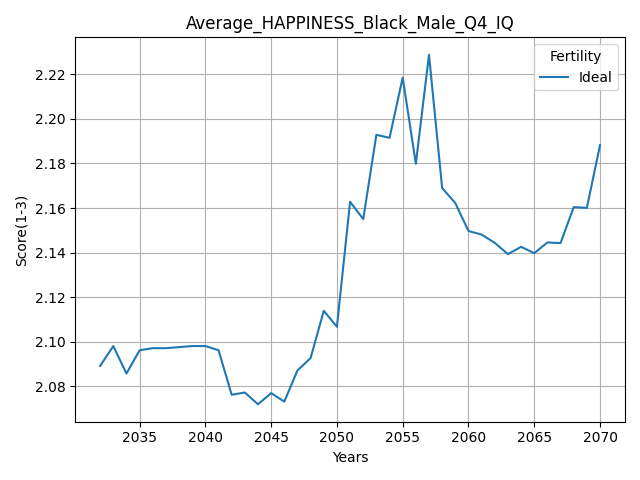 Average_HAPPINESS_Black_Male_Q4_IQ
Fertility
Ideal
Score(1-3)
2.22
2.20
2.18
2.16
2.14
2.12
2.10
2.08
2035 2040 2045 2050 2055 2060 2065 2070
Years